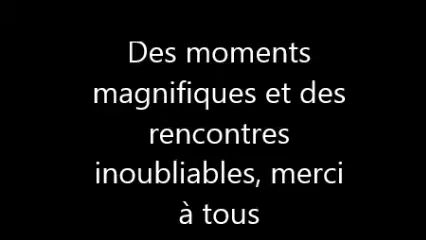 Des moments
magnifiques et des
rencontres
inoubliables, merci
à tous